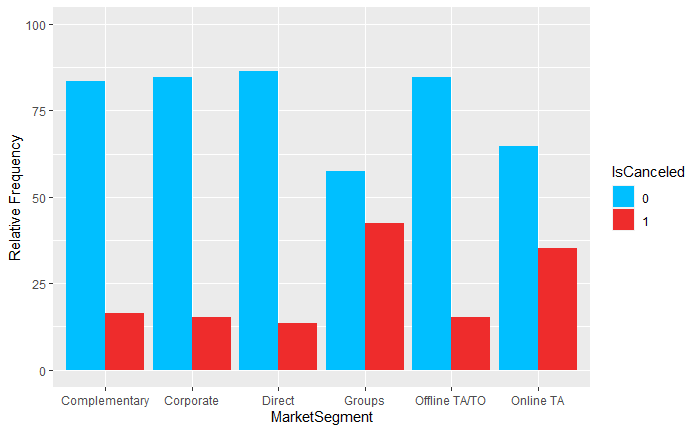 100
75
50
25
0
Relative Frequency
Complementary Corporate Direct Groups Offline TA/TO Online TA
MarketSegment
IsCanceled
0
1